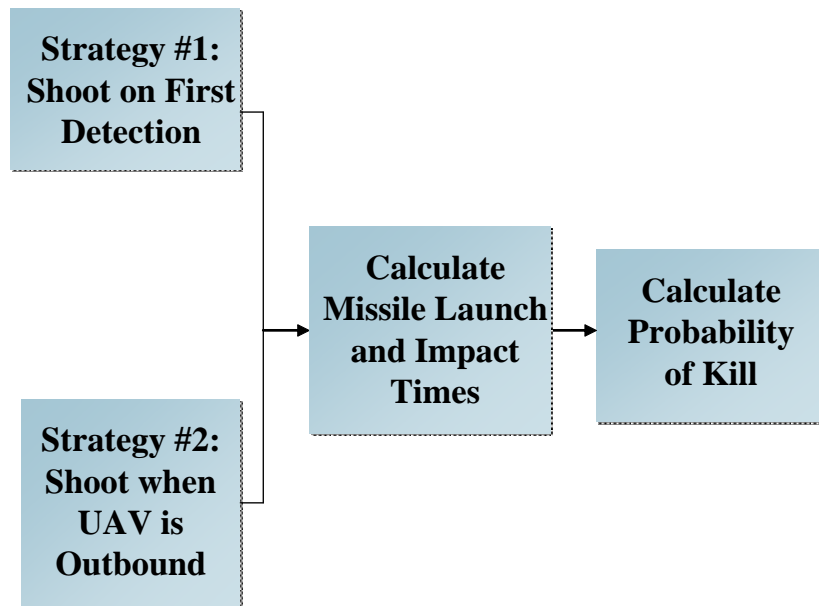 Strategy #1:
Shoot on First
Detection
Calculate
Missile Launch
and Impact
Times
Calculate
Probability
of Kill
Strategy #2:
Shoot when
UAV is
Outbound